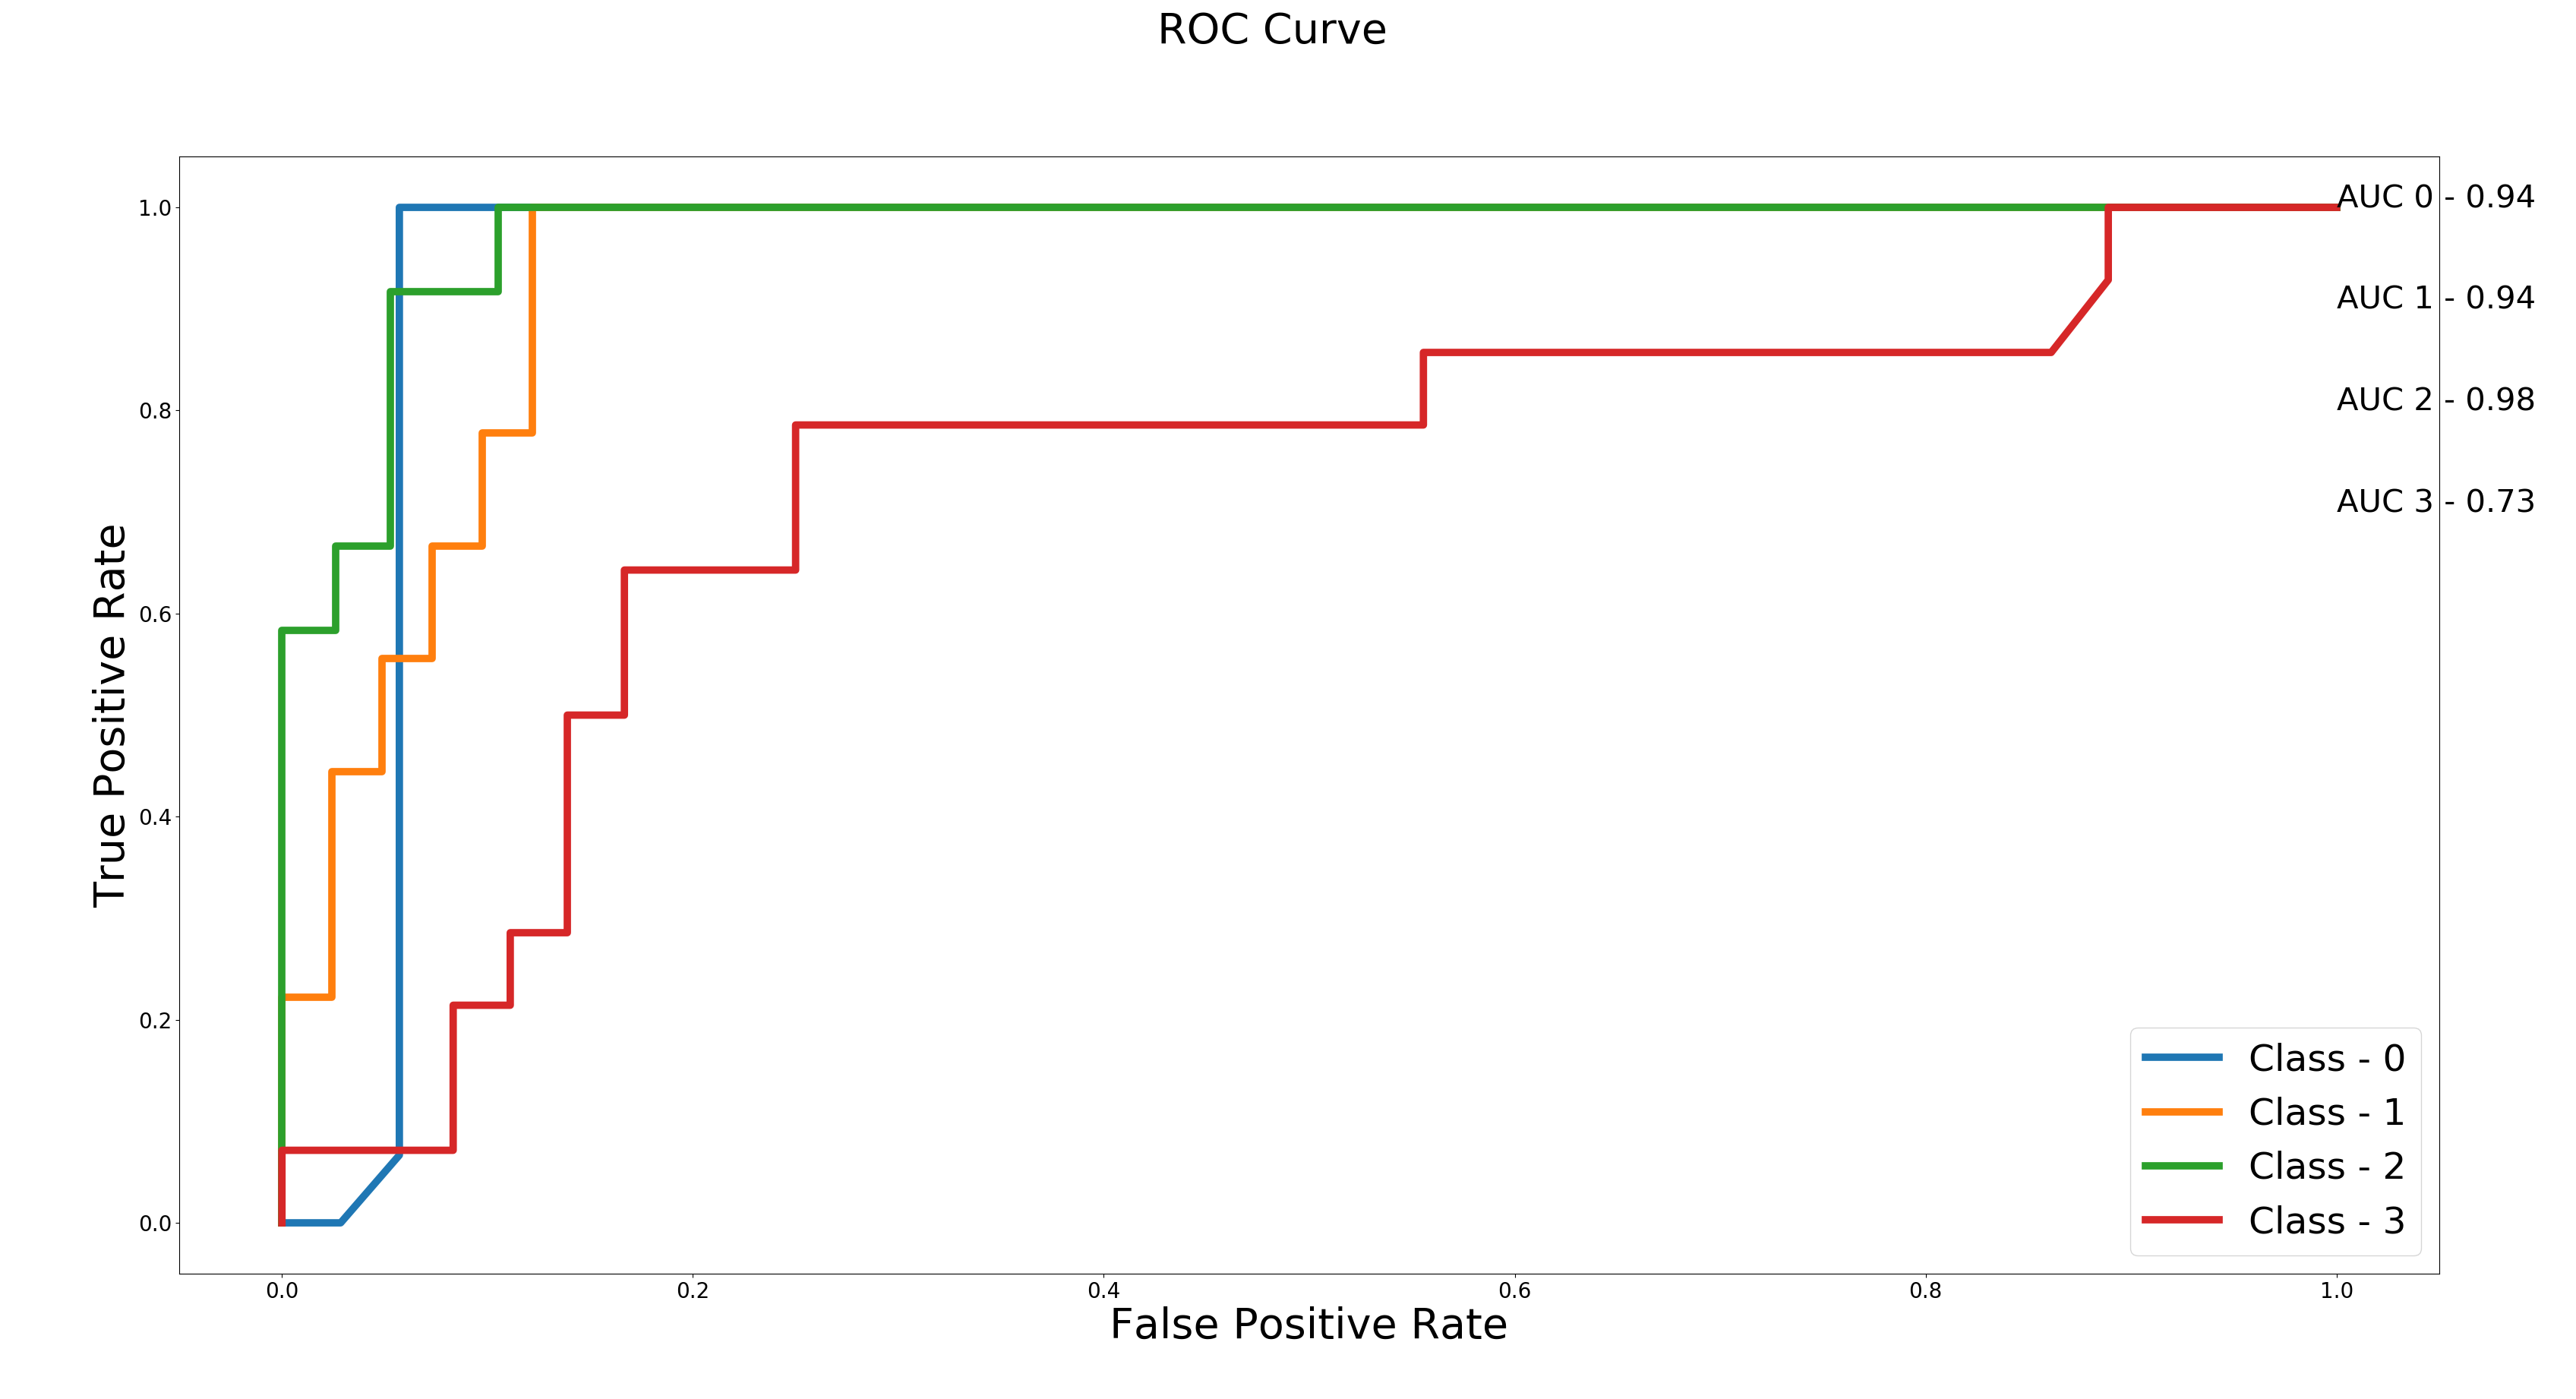 ROC Curve
1.0
0.8
0.6
0.4
0.2
0.0
True Positive Rate
0.0 0.2 0.4 0.6 0.8 1.0
False Positive Rate
AUC 0 - 0.94
AUC 1 - 0.94
AUC 2 - 0.98
AUC 3 - 0.73
Class - 0
Class - 1
Class - 2
Class - 3